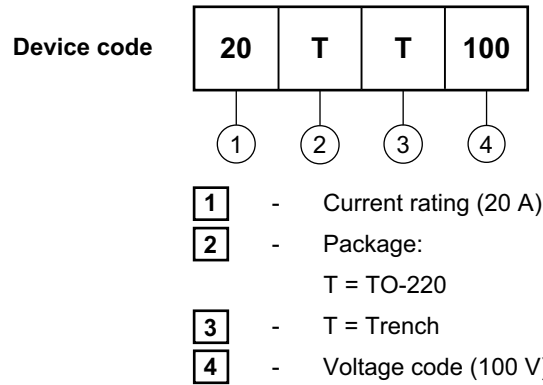 Device code 20 T T 100
1 2 3 4
1 - Current rating (20 A)
2 - Package:
T = TO-220
3 - T = Trench
4 - Voltage code (100 V)